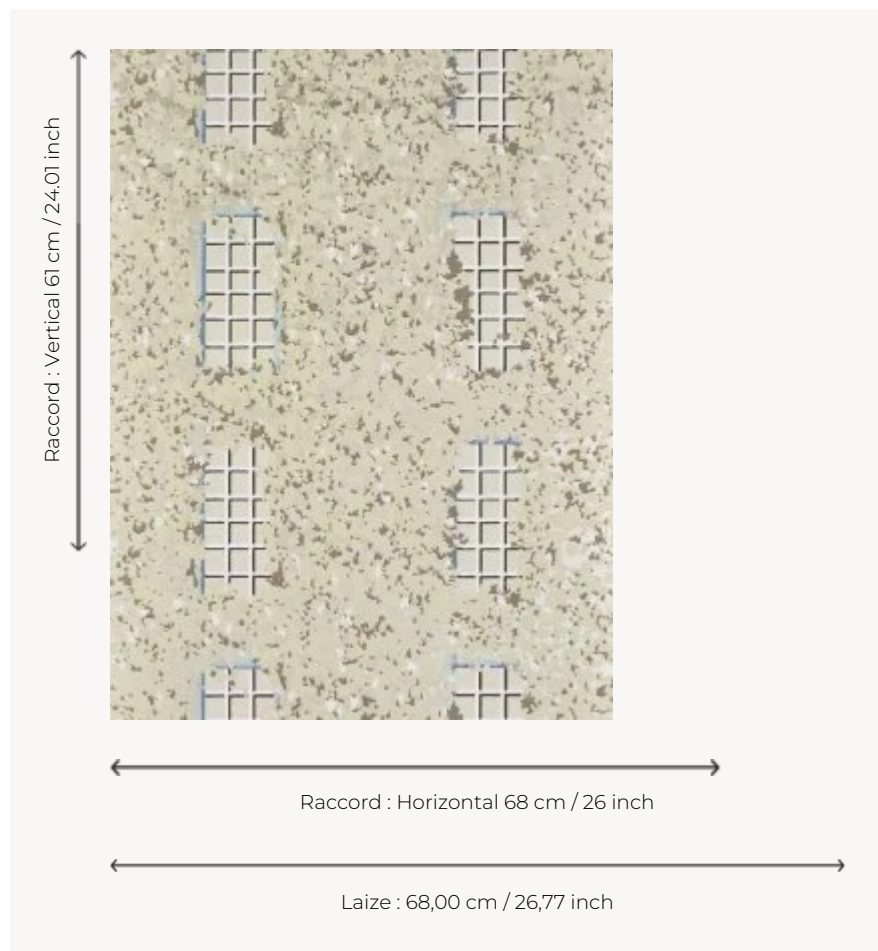 Raccord : Vertical 61 cm / 24.01 inch
Raccord : Horizontal 68 cm / 26 inch
Laize : 68,00 cm / 26,77 inch